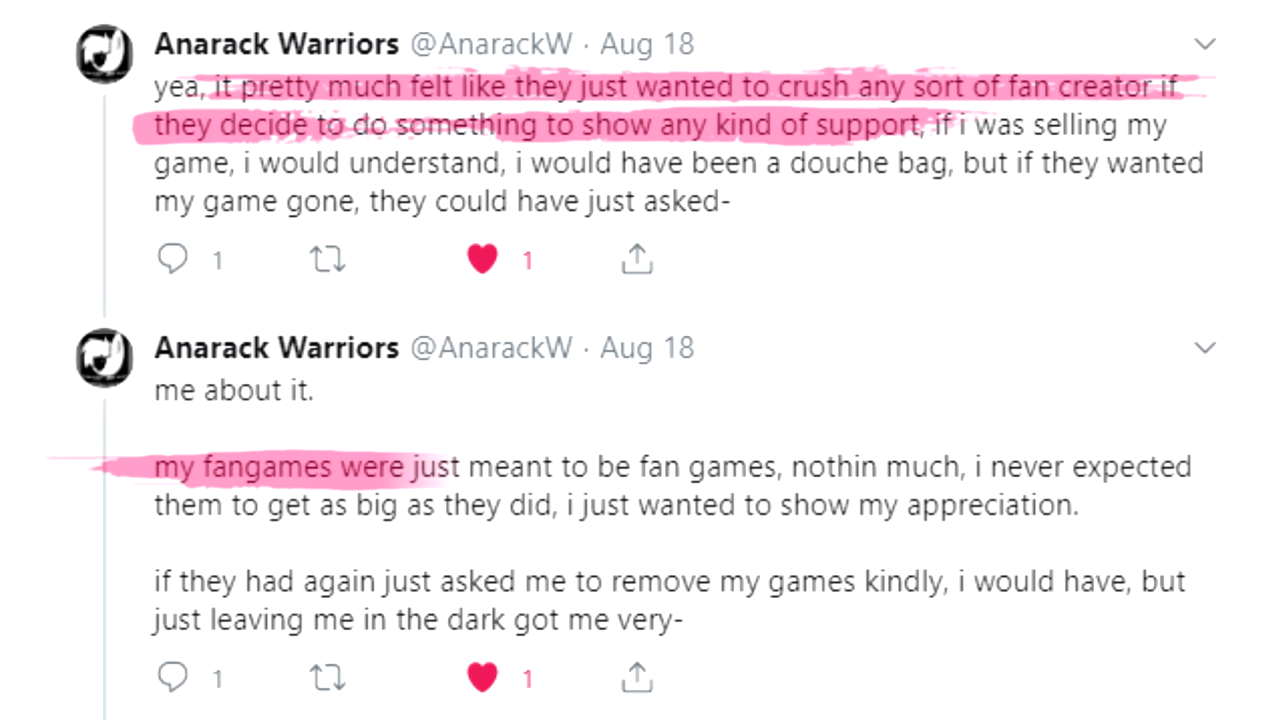 Anarack Warriors @AnarackW · Aug 18
yea, it pretty much felt like they just wanted to crush any sort of fan creator if
they decide to do something to show any kind of support, if i was selling my
game, i would understand, i would have been a douche bag, but if they wanted
my game gone, they could have just asked-
1 1
Anarack Warriors @AnarackW · Aug 18
me about it.
my fangames were just meant to be fan games, nothin much, i never expected
them to get as big as they did, i just wanted to show my appreciation.
if they had again just asked me to remove my games kindly, i would have, but
just leaving me in the dark got me very-
1 1